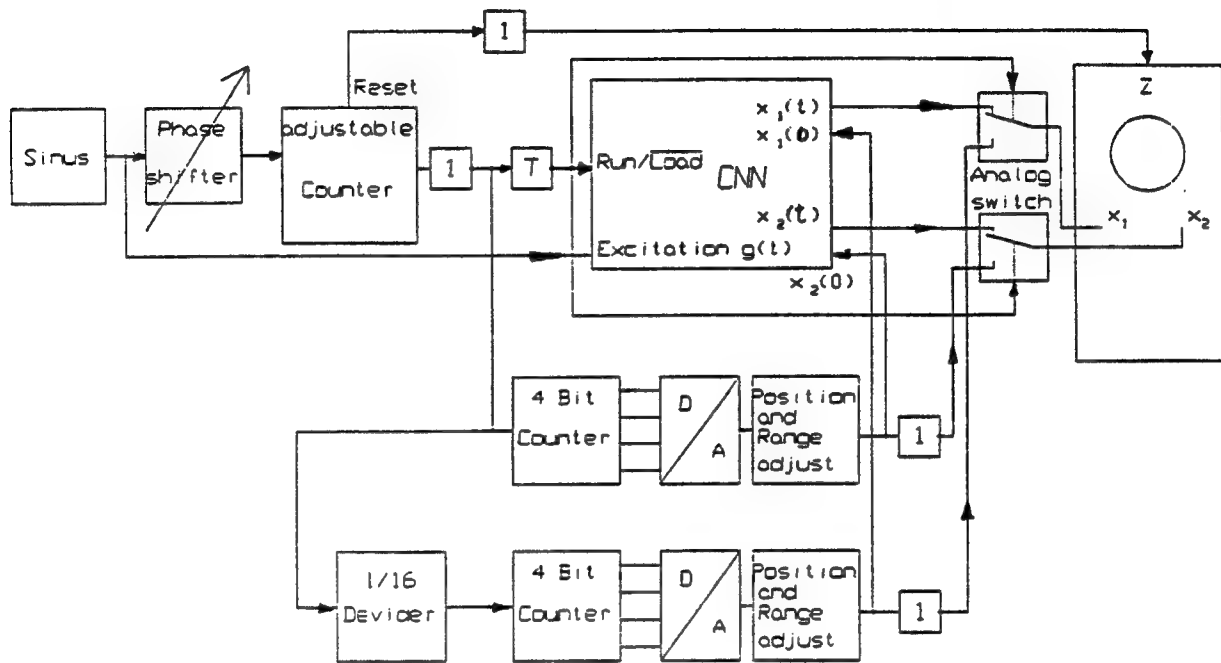 1
Reset
Z
Sinus
Phase
shifter
adjustable
Counter
1
T
Run/Load
CNN
x₁(t)
x₁(0)
x₂(t)
x₂(0)
Excitation g(t)
Analog
switch
x₁
x₂
4 Bit
Counter
D
A
Position
and
Range
adjust
1
1/16
Devider
4 Bit
Counter
D
A
Position
and
Range
adjust
1